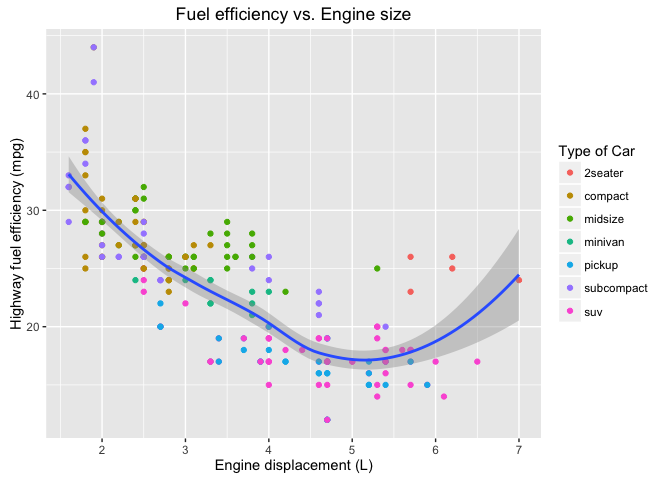 Fuel efficiency vs. Engine size
Highway fuel efficiency (mpg)
40
30
20
2 3 4 5 6 7
Engine displacement (L)
Type of Car
2seater
compact
midsize
minivan
pickup
subcompact
suv